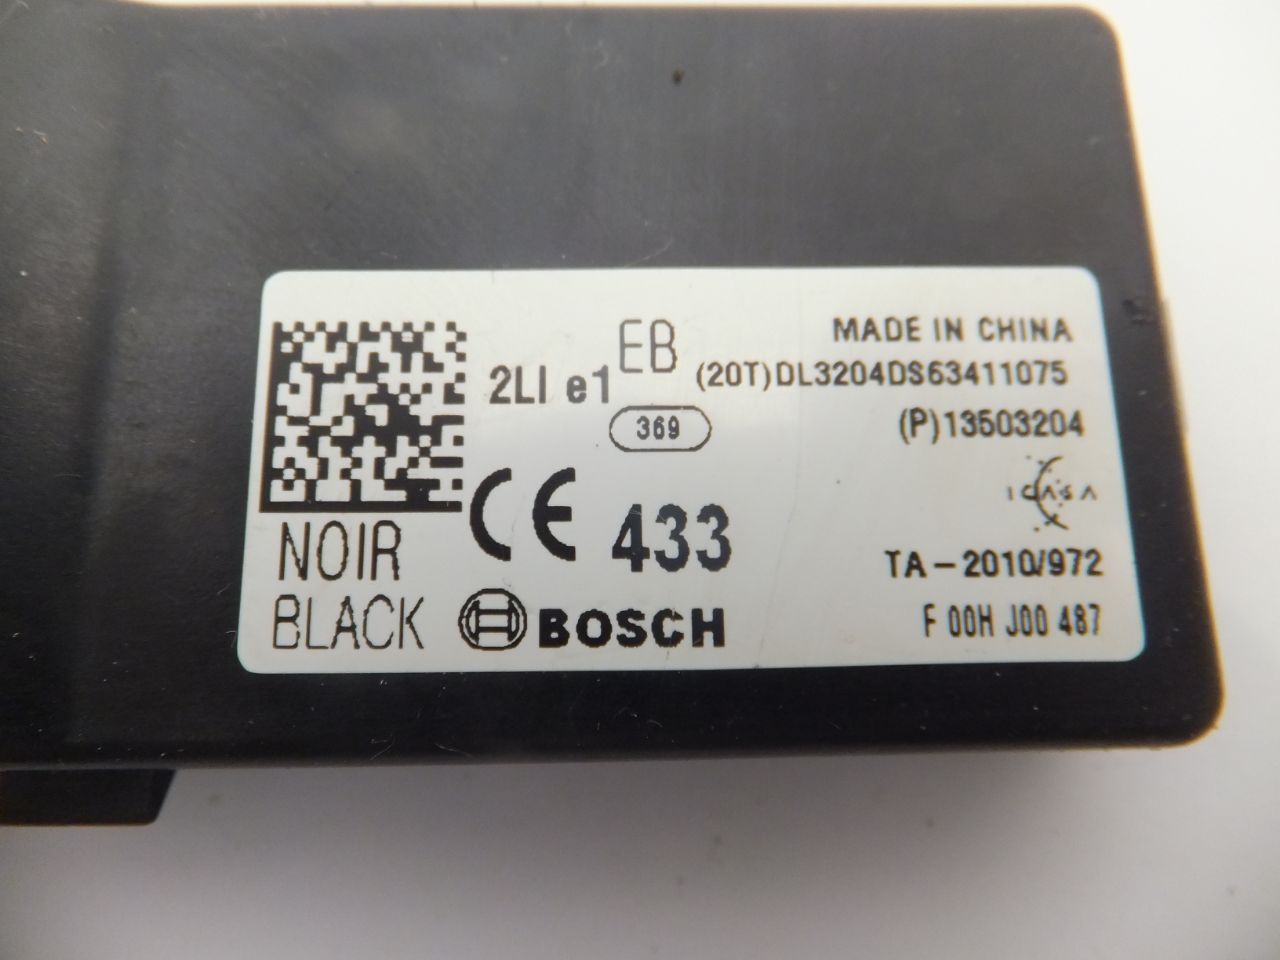 MADE IN CHINA
2LI e1 EB (20T)DL3204DS63411075
369
(P)13503204
ICASA
CE 433
NOIR
TA-2010/972
BLACK BOSCH
F 00H J00 487